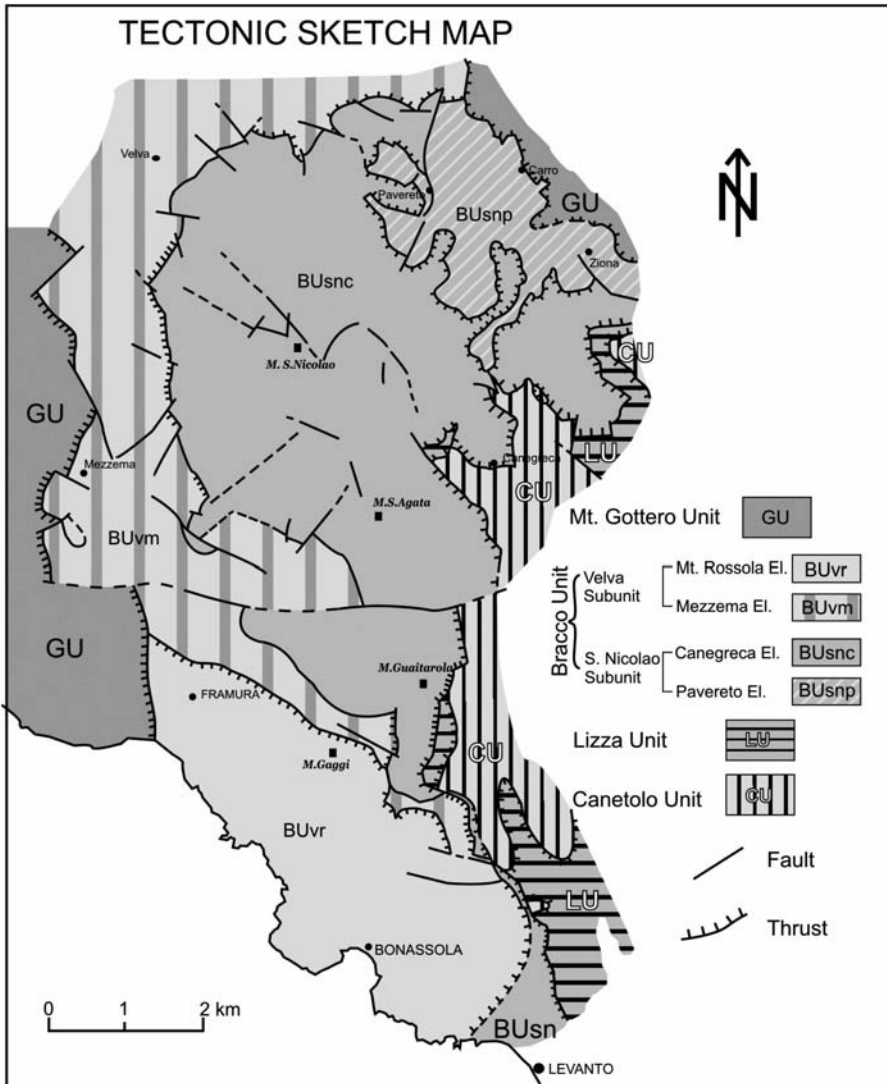 TECTONIC SKETCH MAP
N
Velva
Carro
Pavereto
BUsnp
GU
Ziona
BUsnc
M. S.Nicolao
CU
GU
LU
Mezzema
Canegreca
CU
M.S.Agata
BUvm
GU
M.Guaitarola
FRAMURA
M.Gaggi
CU
BUvr
LU
BONASSOLA
BUsn
LEVANTO
0 1 2 km
Mt. Gottero Unit GU
Bracco Unit
Velva Subunit
Mt. Rossola El. BUvr
Mezzema El. BUvm
S. Nicolao Subunit
Canegreca El. BUsnc
Pavereto El. BUsnp
Lizza Unit LU
Canetolo Unit CU
Fault
Thrust